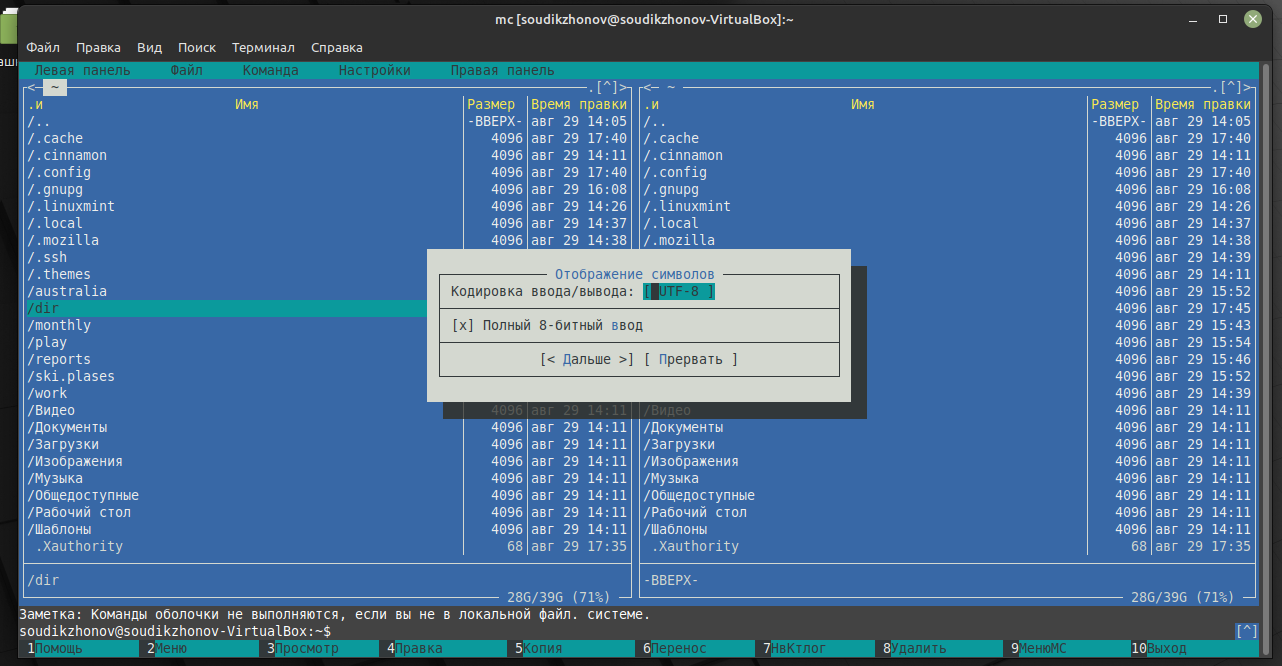 mc [soudikzhonov@soudikzhonov-VirtualBox]:~
Файл Правка Вид Поиск Терминал Справка
Левая панель Файл Команда Настройки Правая панель
<— ~ .[^]> <— ~ .[^]>
.и Имя Размер Время правки .и Имя Размер Время правки
/.. -ВВЕРХ- авг 29 14:05 /.. -ВВЕРХ- авг 29 14:05
/.cache 4096 авг 29 17:40 /.cache 4096 авг 29 17:40
/.cinnamon 4096 авг 29 14:11 /.cinnamon 4096 авг 29 14:11
/.config 4096 авг 29 17:40 /.config 4096 авг 29 17:40
/.gnupg 4096 авг 29 16:08 /.gnupg 4096 авг 29 16:08
/.linuxmint 4096 авг 29 14:26 /.linuxmint 4096 авг 29 14:26
/.local 4096 авг 29 14:37 /.local 4096 авг 29 14:37
/.mozilla 4096 авг 29 14:38 /.mozilla 4096 авг 29 14:38
/.ssh 4096 авг 29 14:39
/.themes Отображение символов 4096 авг 29 14:11
/australia Кодировка ввода/вывода: [ UTF-8 ] 4096 авг 29 15:52
/dir 4096 авг 29 17:45
/monthly [x] Полный 8-битный ввод 4096 авг 29 15:43
/play 4096 авг 29 15:54
/reports [< Дальше >] [ Прервать ] 4096 авг 29 15:46
/ski.plases 4096 авг 29 15:52
/work 4096 авг 29 14:39
/Видео 4096 авг 29 14:11 /Видео 4096 авг 29 14:11
/Документы 4096 авг 29 14:11 /Документы 4096 авг 29 14:11
/Загрузки 4096 авг 29 14:11 /Загрузки 4096 авг 29 14:11
/Изображения 4096 авг 29 14:11 /Изображения 4096 авг 29 14:11
/Музыка 4096 авг 29 14:11 /Музыка 4096 авг 29 14:11
/Общедоступные 4096 авг 29 14:11 /Общедоступные 4096 авг 29 14:11
/Рабочий стол 4096 авг 29 14:11 /Рабочий стол 4096 авг 29 14:11
/Шаблоны 4096 авг 29 14:11 /Шаблоны 4096 авг 29 14:11
.Xauthority 68 авг 29 17:35 .Xauthority 68 авг 29 17:35
/dir -ВВЕРХ-
28G/39G (71%) 28G/39G (71%)
Заметка: Команды оболочки не выполняются, если вы не в локальной файл. системе.
soudikzhonov@soudikzhonov-VirtualBox:~$ [^]
1Помощь 2Меню 3Просмотр 4Правка 5Копия 6Перенос 7НвКтлог 8Удалить 9МенюМС 10Выход